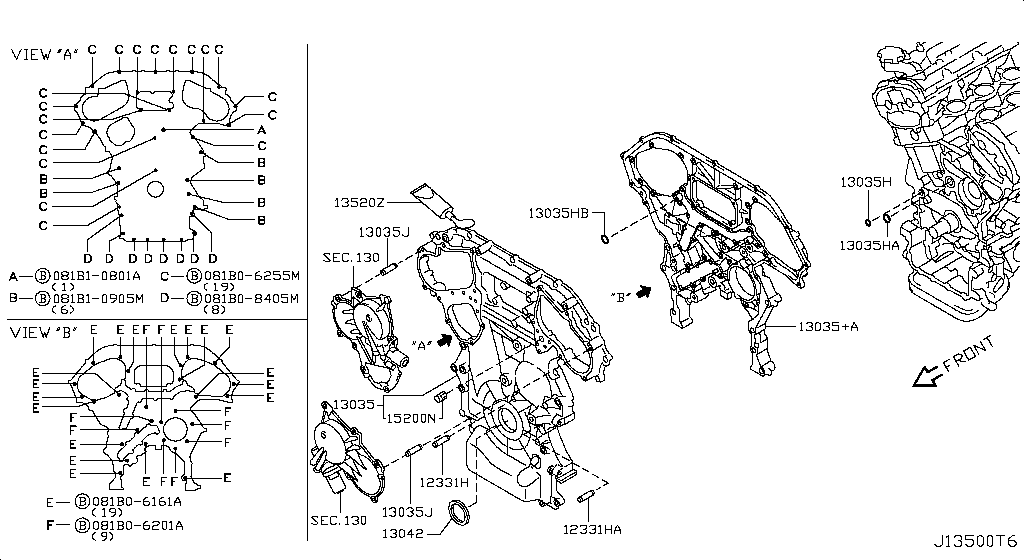 VIEW "A"
C C C C C C C
C
C
C
C
C
C
B
B
C
C
C
C
A
C
B
B
B
B
D D D D D D D D
A — B 081B1-0801A
(1)
C — B 081B0-6255M
(19)
B — B 081B1-0905M
(6)
D — B 081B0-8405M
(8)
VIEW "B"
E E E F F E E E E
E
E
E
E
E
E
E
F
F
E
E
E
F
F
F
E F F E
E — B 081B0-6161A
(19)
F — B 081B0-6201A
(9)
13520Z
13035J
SEC.130
"A"
13035
15200N
12331H
13035J
SEC.130
13042
12331HA
13035HB
"B"
13035+A
13035H
13035HA
FRONT
J13500T6